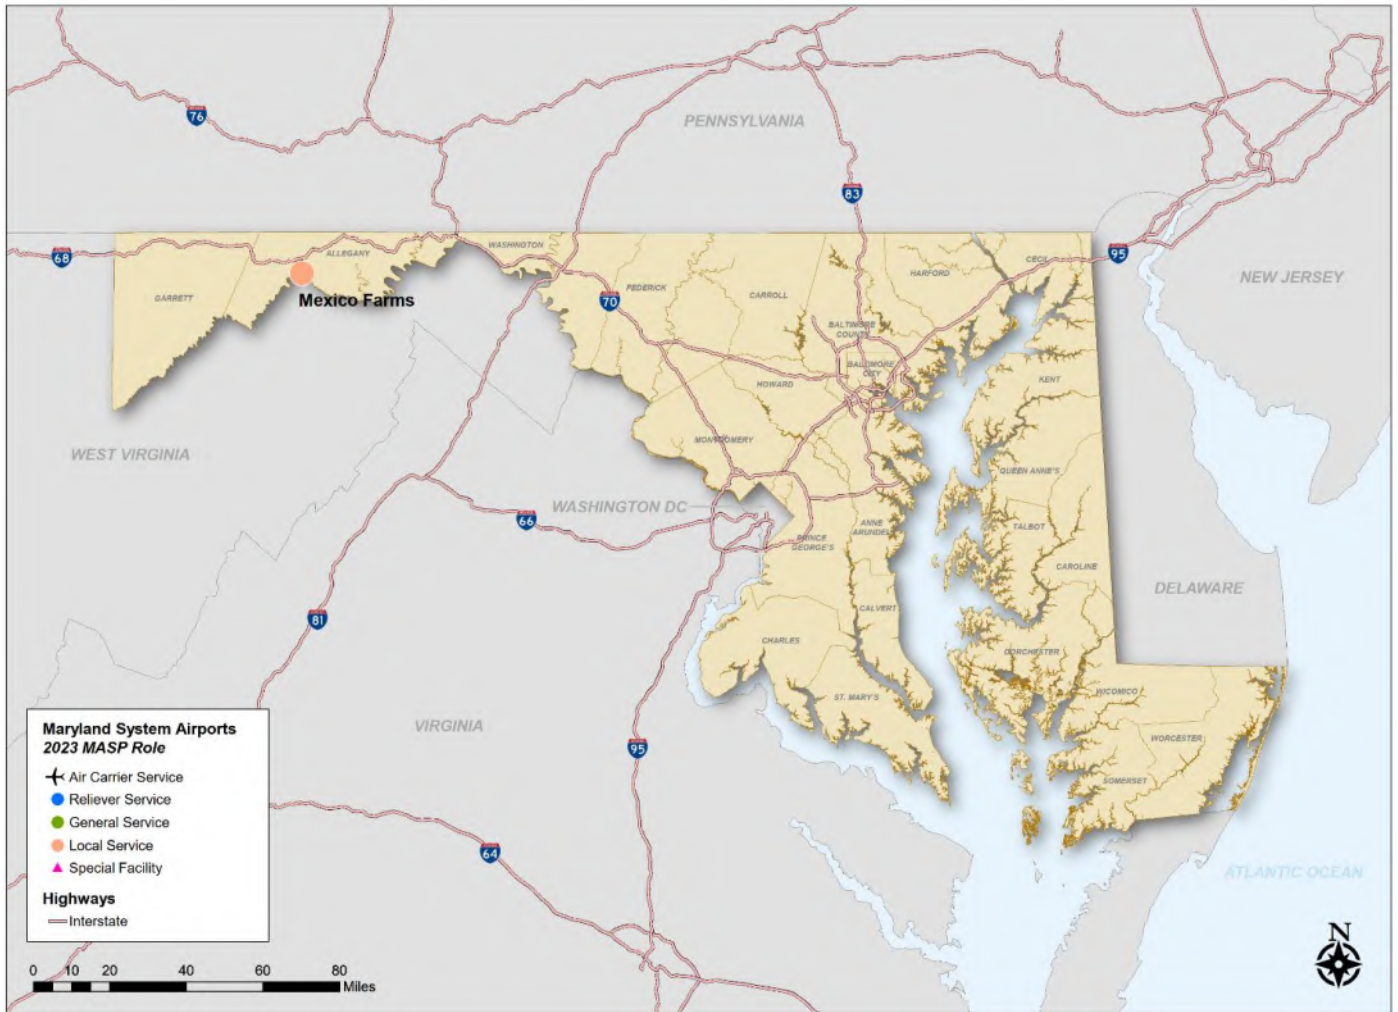 76
PENNSYLVANIA
83
68
ALLEGANY
WASHINGTON
95
CECIL
HARFORD
NEW JERSEY
GARRETT
Mexico Farms
70
FEDERICK
CARROLL
BALTIMORE
COUNTY
BALTIMORE
CITY
HOWARD
KENT
WEST VIRGINIA
MONTGOMERY
QUEEN ANNE'S
WASHINGTON DC
66
ANNE
ARUNDEL
TALBOT
PRINCE
GEORGE'S
CAROLINE
DELAWARE
81
CALVERT
CHARLES
DORCHESTER
ST. MARY'S
WICOMICO
VIRGINIA
95
WORCESTER
SOMERSET
64
ATLANTIC OCEAN
Maryland System Airports
2023 MASP Role
Air Carrier Service
Reliever Service
General Service
Local Service
Special Facility
Highways
Interstate
0 10 20 40 60 80
Miles
N